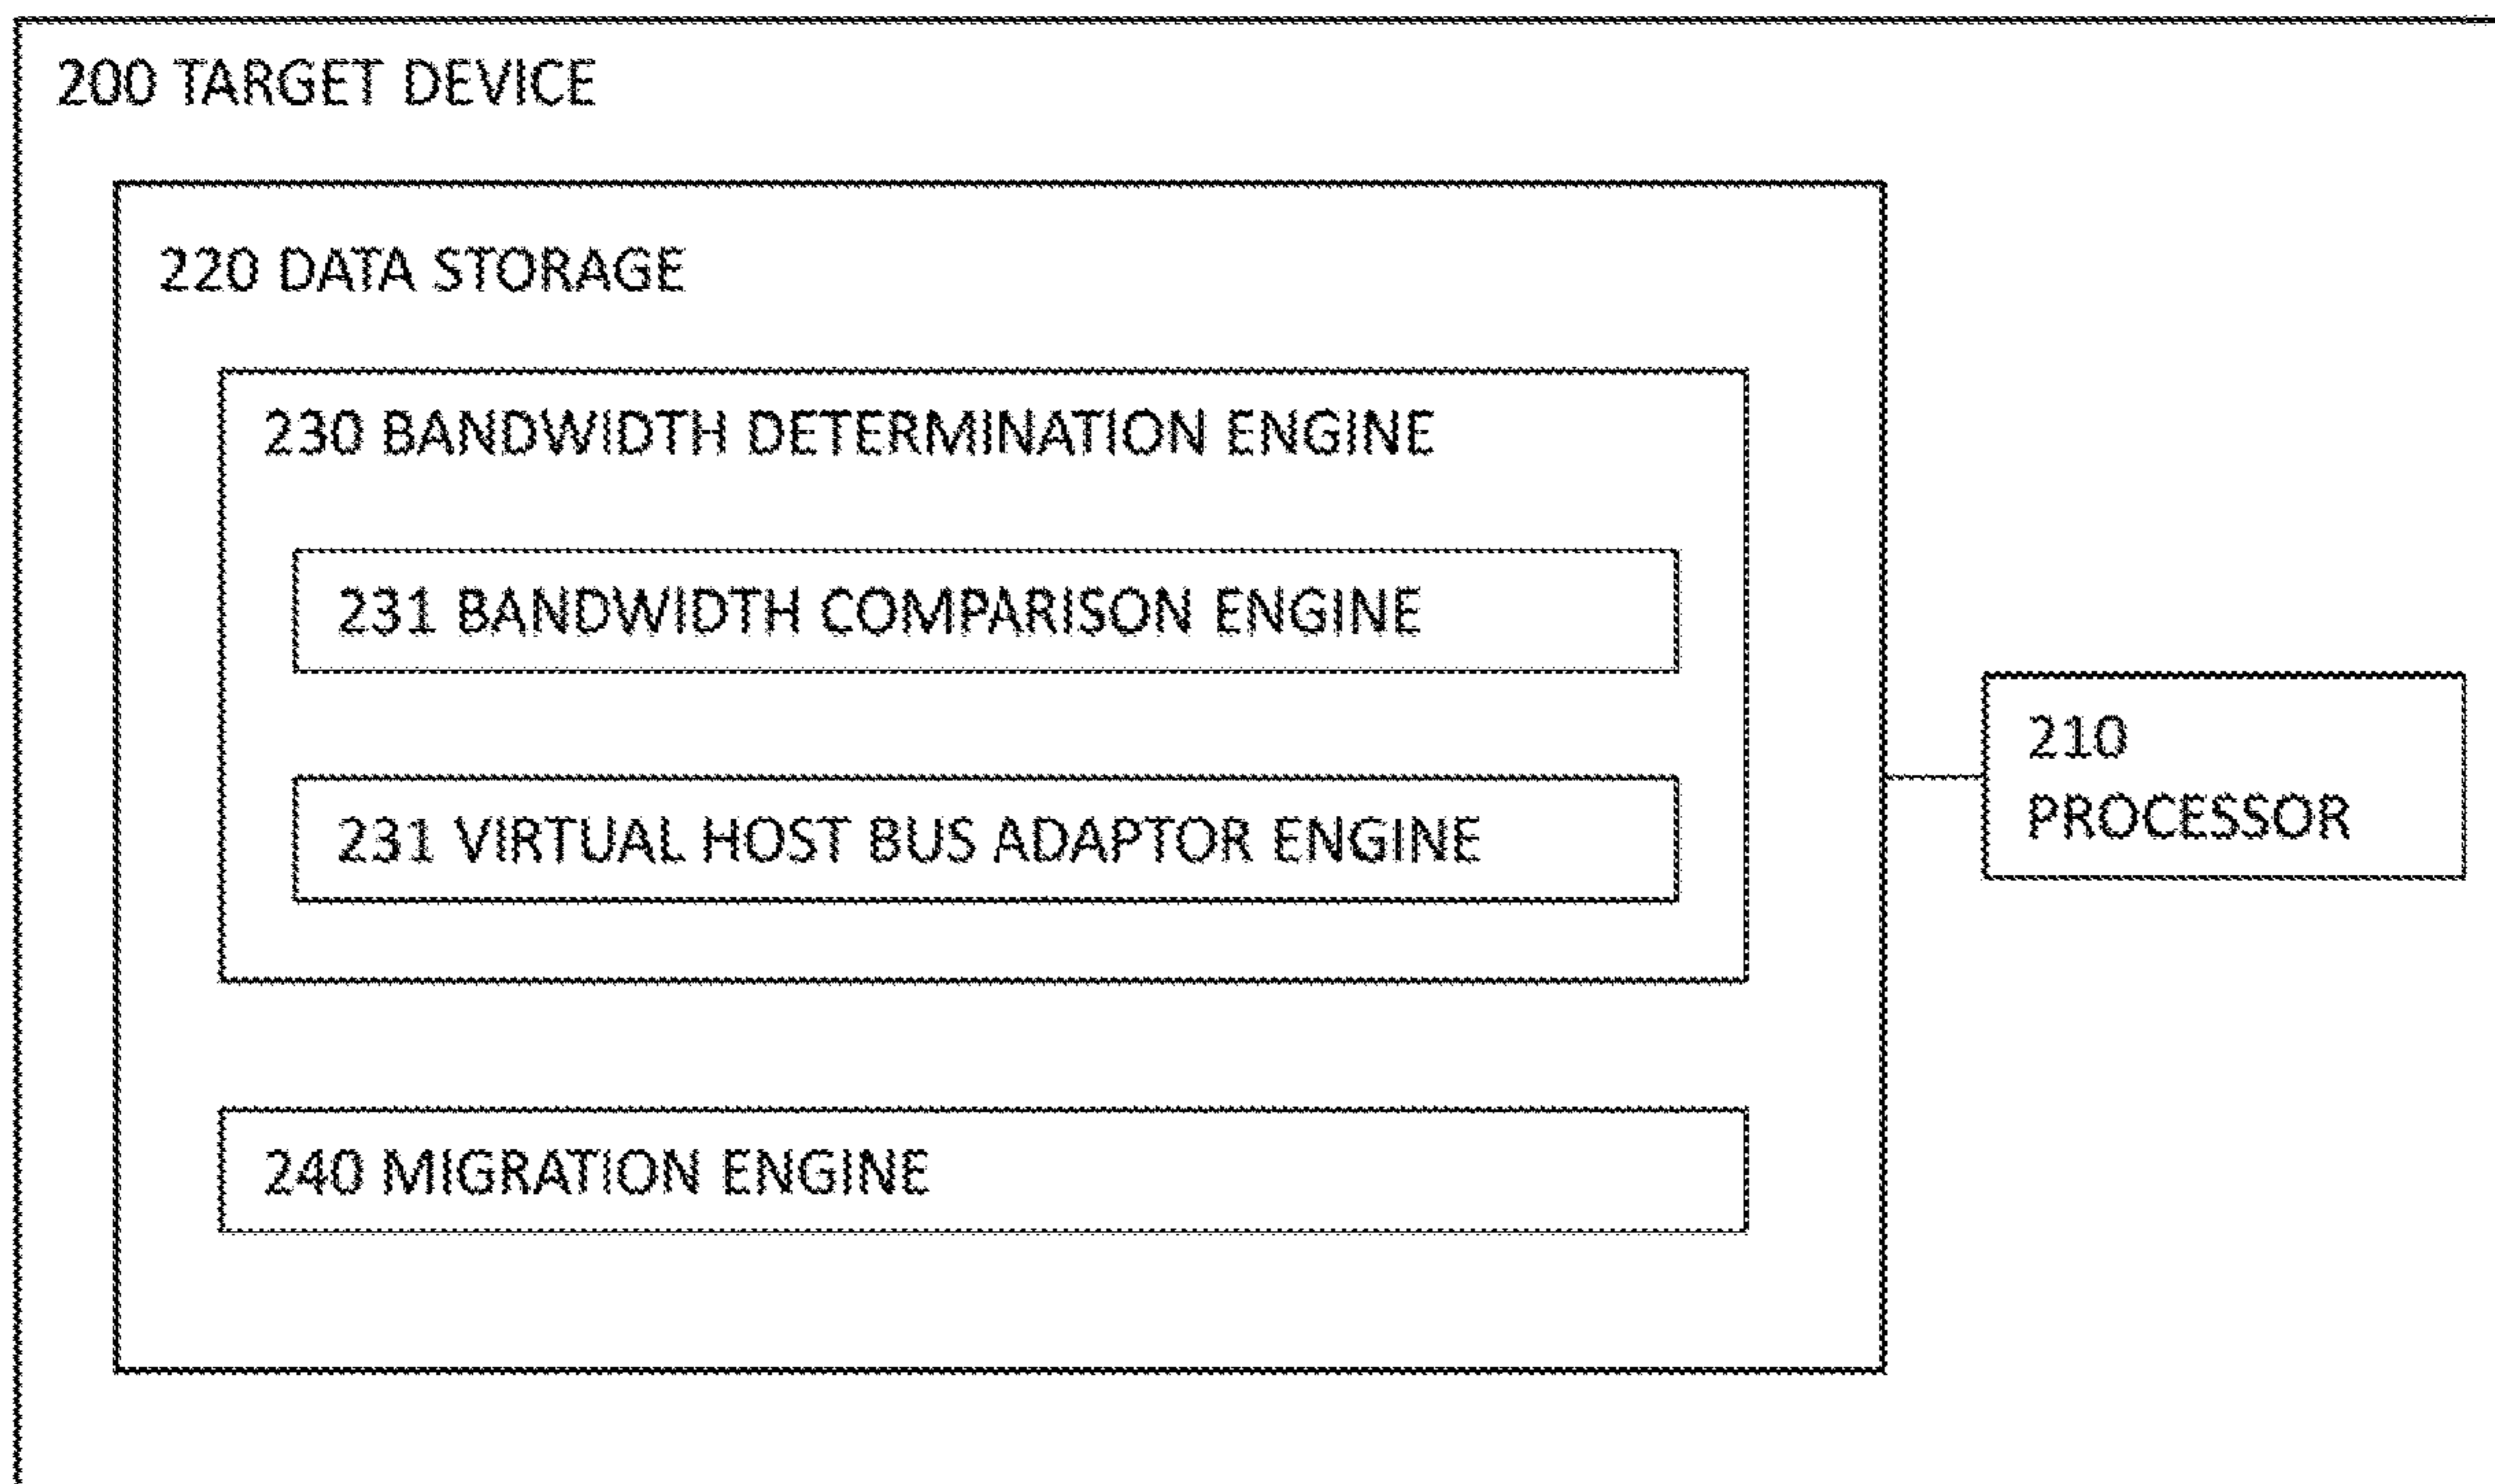 200 TARGET DEVICE
220 DATA STORAGE
230 BANDWIDTH DETERMINATION ENGINE
231 BANDWIDTH COMPARISON ENGINE
231 VIRTUAL HOST BUS ADAPTOR ENGINE
210
PROCESSOR
240 MIGRATION ENGINE